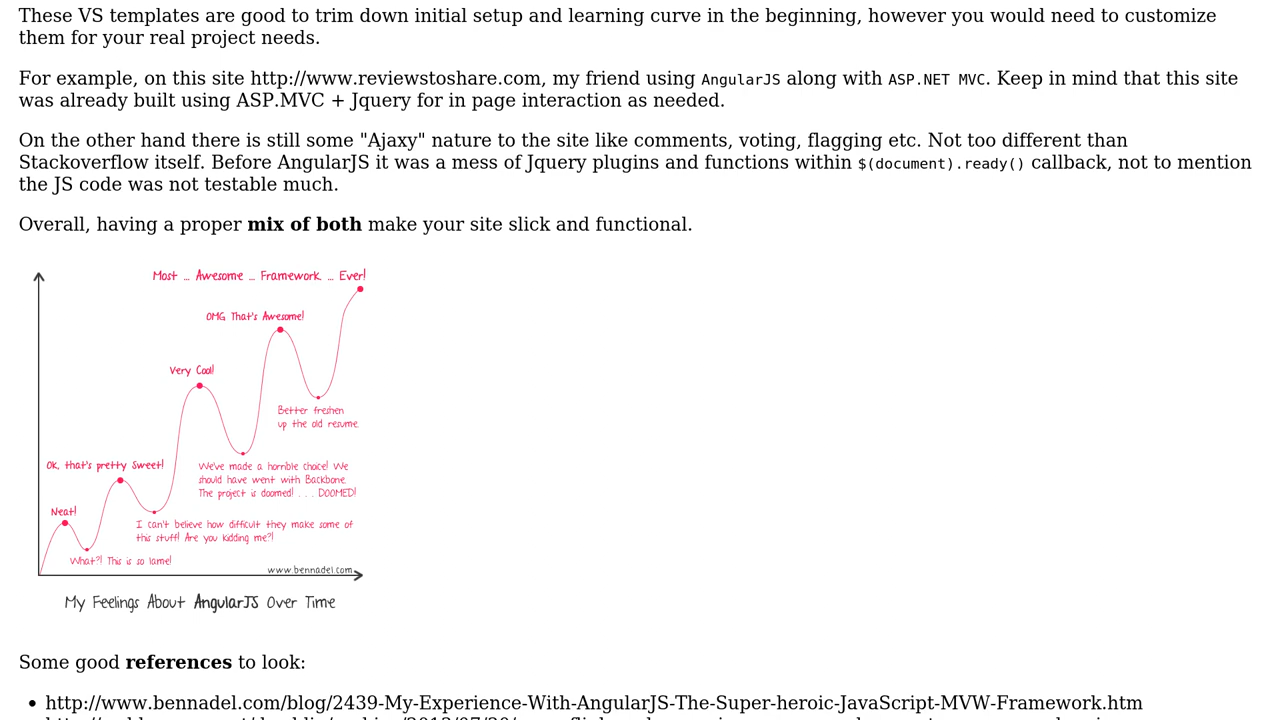 These VS templates are good to trim down initial setup and learning curve in the beginning, however you would need to customize
them for your real project needs.
For example, on this site http://www.reviewstoshare.com, my friend using AngularJS along with ASP.NET MVC. Keep in mind that this site
was already built using ASP.MVC + Jquery for in page interaction as needed.
On the other hand there is still some "Ajaxy" nature to the site like comments, voting, flagging etc. Not too different than
Stackoverflow itself. Before AngularJS it was a mess of Jquery plugins and functions within $(document).ready() callback, not to mention
the JS code was not testable much.
Overall, having a proper mix of both make your site slick and functional.
Most ... Awesome ... Framework ... Ever!
OMG That's Awesome!
Very Cool!
Better freshen
up the old resume.
Ok, that's pretty Sweet!
We've made a horrible choice! We
should have went with Backbone.
The project is doomed! . . . DOOMED!
Neat!
I can't believe how difficult they make some of
this stuff! Are you kidding me?!
What?! This is so lame!
www.bennadel.com
My Feelings About AngularJS Over Time
Some good references to look:
http://www.bennadel.com/blog/2439-My-Experience-With-AngularJS-The-Super-heroic-JavaScript-MVW-Framework.htm